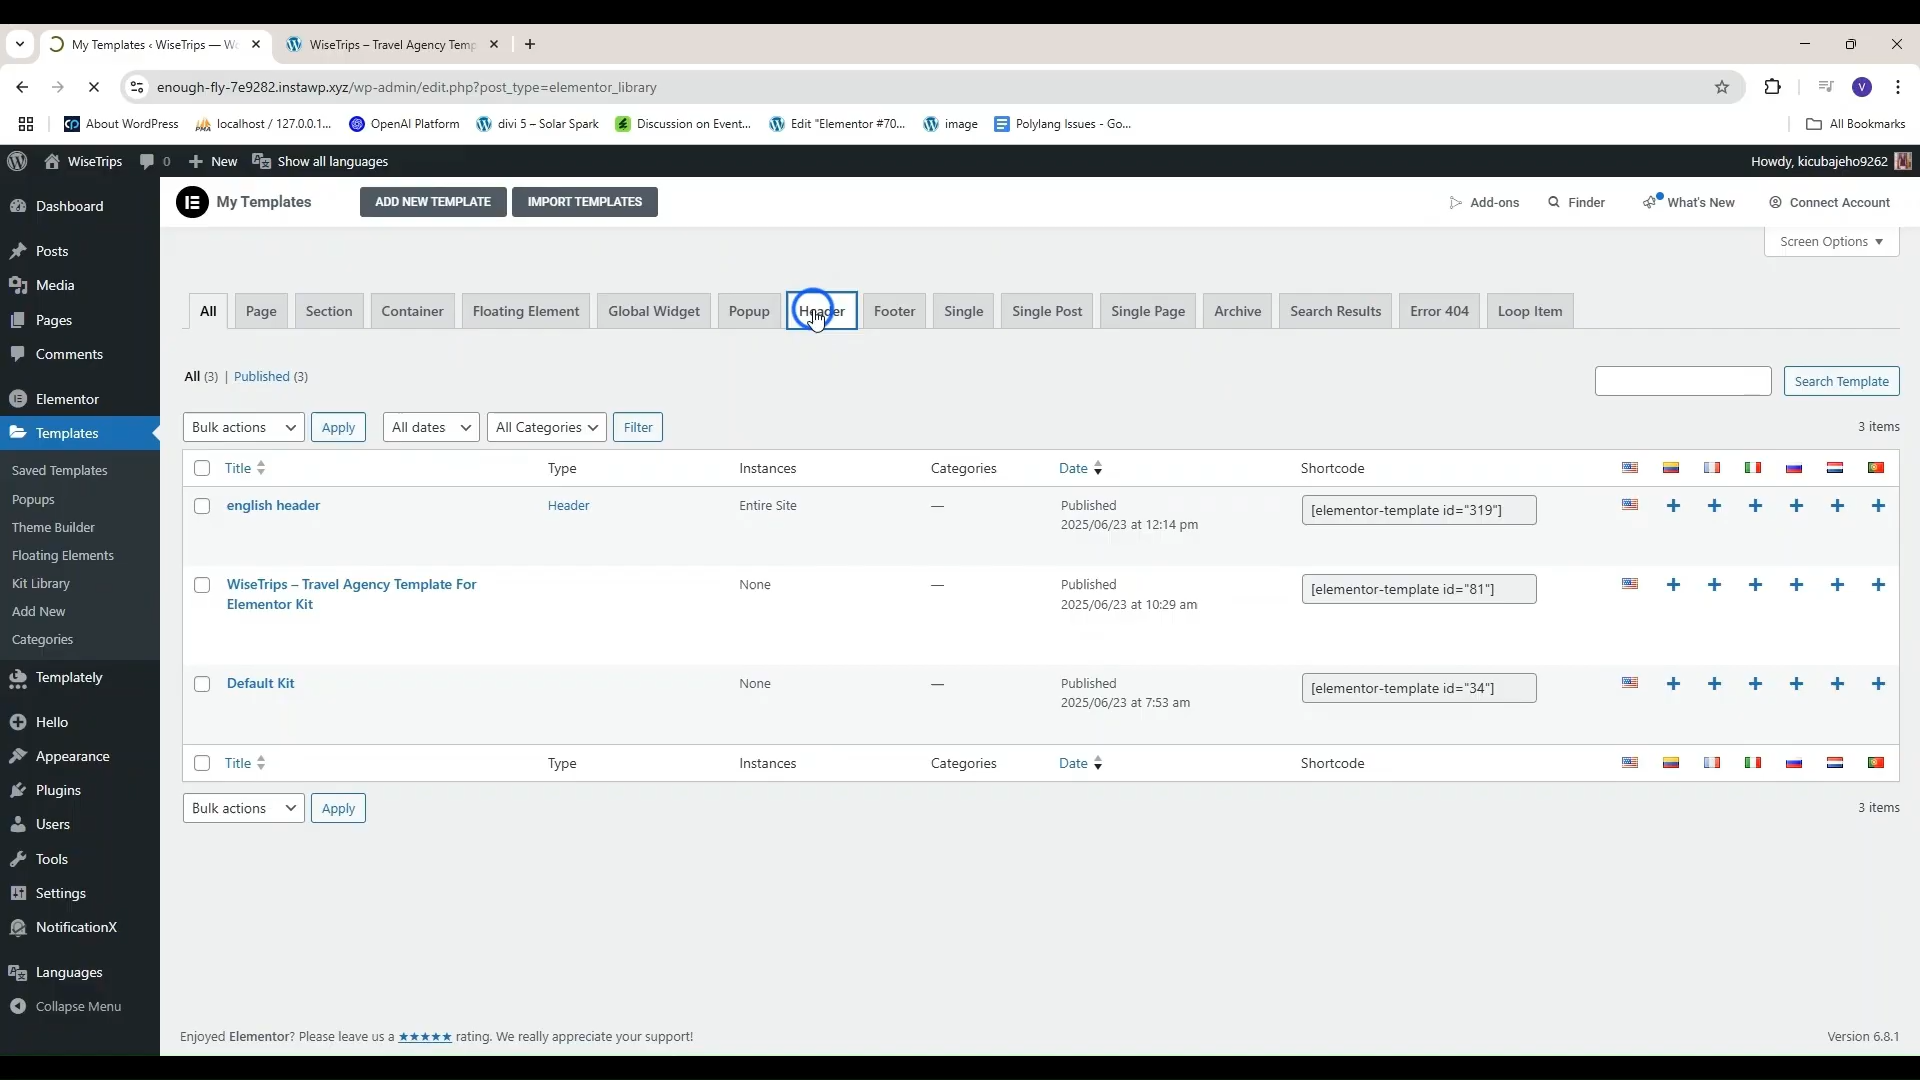 My Templates ‹ WiseTrips — Wo
WiseTrips – Travel Agency Temp
enough-fly-7e9282.instawp.xyz/wp-admin/edit.php?post_type=elementor_library
About WordPress
localhost / 127.0.0.1...
OpenAI Platform
divi 5 – Solar Spark
Discussion on Event...
Edit "Elementor #70...
image
Polylang Issues - Go...
All Bookmarks
WiseTrips
0
New
Show all languages
Howdy, kicubajeho9262
My Templates
ADD NEW TEMPLATE
IMPORT TEMPLATES
Add-ons
Finder
What's New
Connect Account
Screen Options
Dashboard
Posts
Media
Pages
Comments
Elementor
Templates
Saved Templates
Popups
Theme Builder
Floating Elements
Kit Library
Add New
Categories
Templately
Hello
Appearance
Plugins
Users
Tools
Settings
NotificationX
Languages
Collapse Menu
All
Page
Section
Container
Floating Element
Global Widget
Popup
Header
Footer
Single
Single Post
Single Page
Archive
Search Results
Error 404
Loop Item
All (3) | Published (3)
Search Template
Bulk actions
Apply
All dates
All Categories
Filter
3 items
Title Type Instances Categories Date Shortcode
english header Header Entire Site — Published [elementor-template id="319"]
2025/06/23 at 12:14 pm
WiseTrips – Travel Agency Template For None — Published [elementor-template id="81"]
Elementor Kit 2025/06/23 at 10:29 am
Default Kit None — Published [elementor-template id="34"]
2025/06/23 at 7:53 am
Title Type Instances Categories Date Shortcode
Bulk actions
Apply
3 items
Enjoyed Elementor? Please leave us a ★★★★★ rating. We really appreciate your support!
Version 6.8.1
V